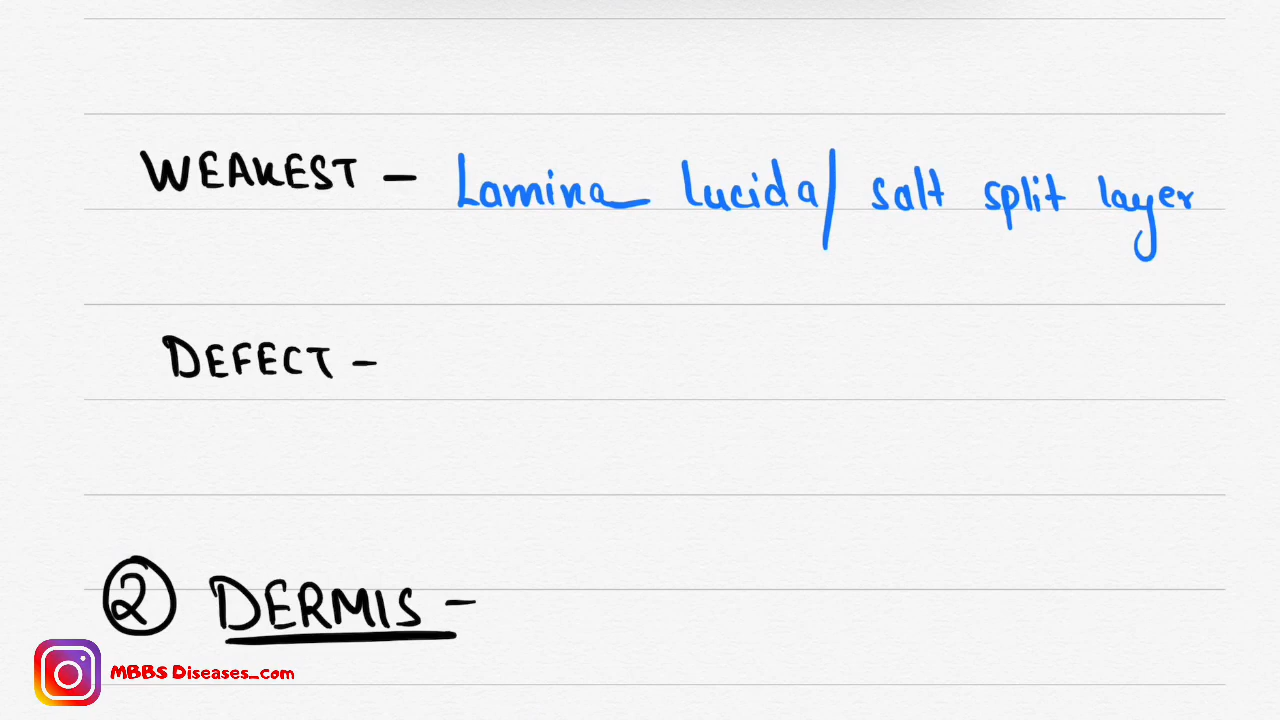 WEAKEST - Lamina Lucida/ salt split layer
DEFECT -
② DERMIS -
MBBS Diseases_com